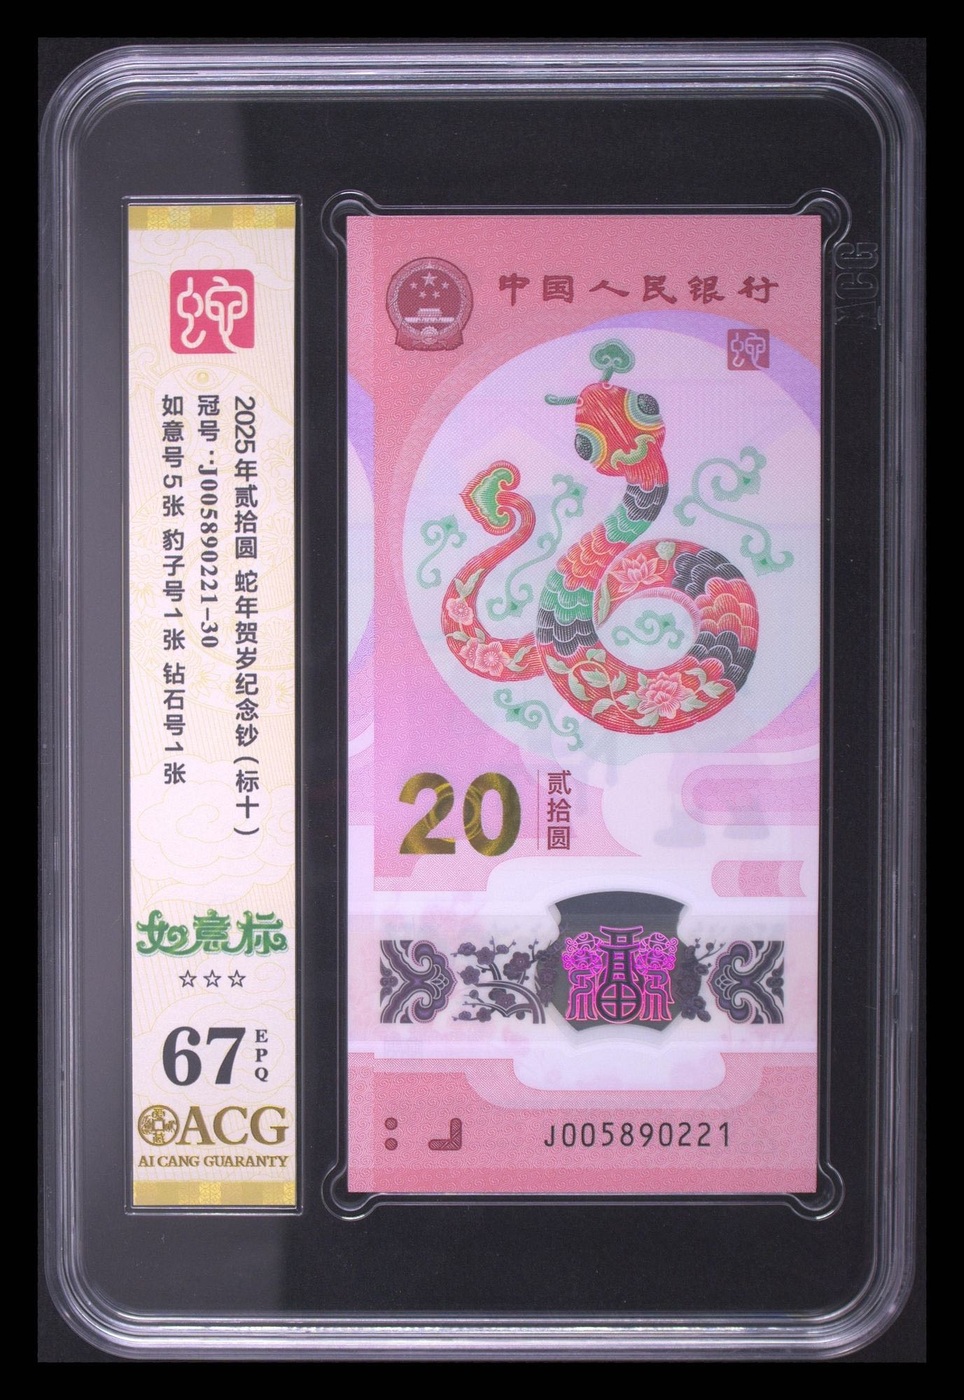 蛇
2025年贰拾圆 蛇年贺岁纪念钞（标十）
冠号：J005890221-30
如意号5张 豹子号1张 钻石号1张
如意标
☆☆☆
67
EPQ
ACG
AI CANG GUARANTY
中国人民银行
蛇
20
贰拾圆
J005890221